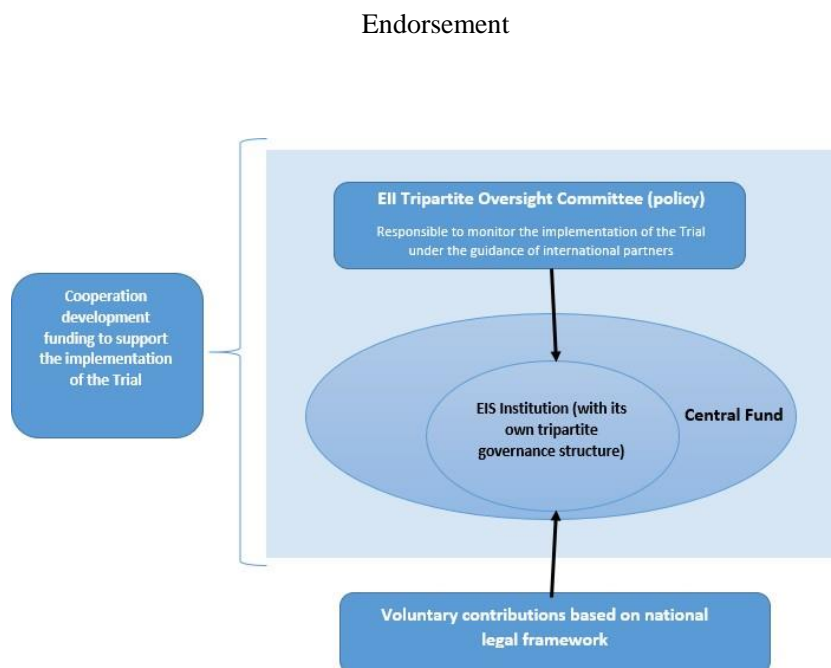 Endorsement
EII Tripartite Oversight Committee (policy)
Responsible to monitor the implementation of the Trial
under the guidance of international partners
Cooperation
development
funding to support
the implementation
of the Trial
EIS Institution (with its
own tripartite
governance structure)
Central Fund
Voluntary contributions based on national
legal framework